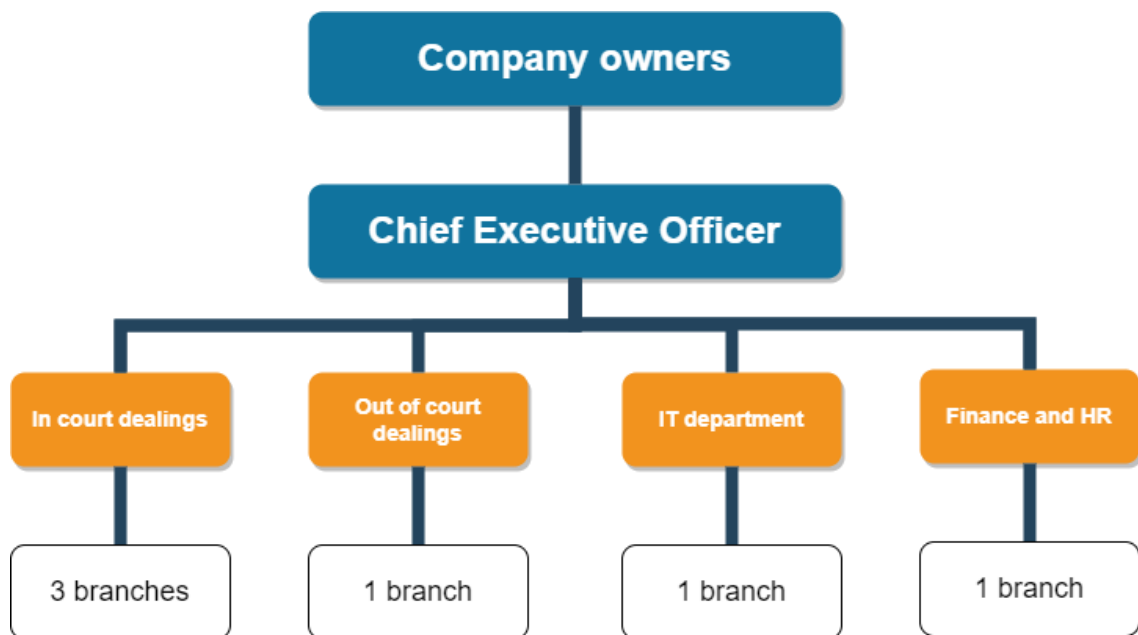 Company owners
Chief Executive Officer
In court dealings
Out of court
dealings
IT department
Finance and HR
3 branches
1 branch
1 branch
1 branch